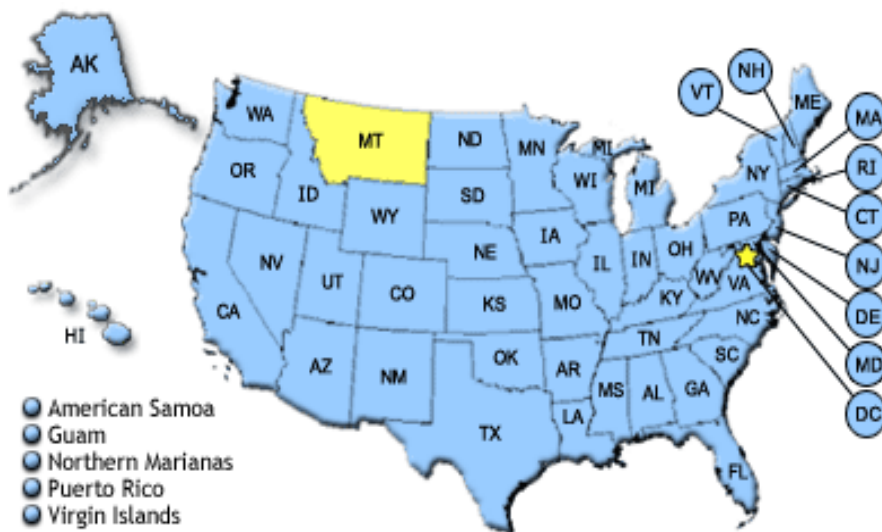 AK
WA
MT
ND
MN
MI
VT
NH
ME
MA
OR
ID
SD
WI
MI
NY
RI
WY
CT
IA
PA
NE
NV
UT
CO
IL
IN
OH
NJ
CA
KS
MO
KY
WV
VA
DE
HI
NC
TN
AZ
NM
OK
AR
SC
MD
MS
AL
GA
DC
TX
LA
FL
American Samoa
Guam
Northern Marianas
Puerto Rico
Virgin Islands